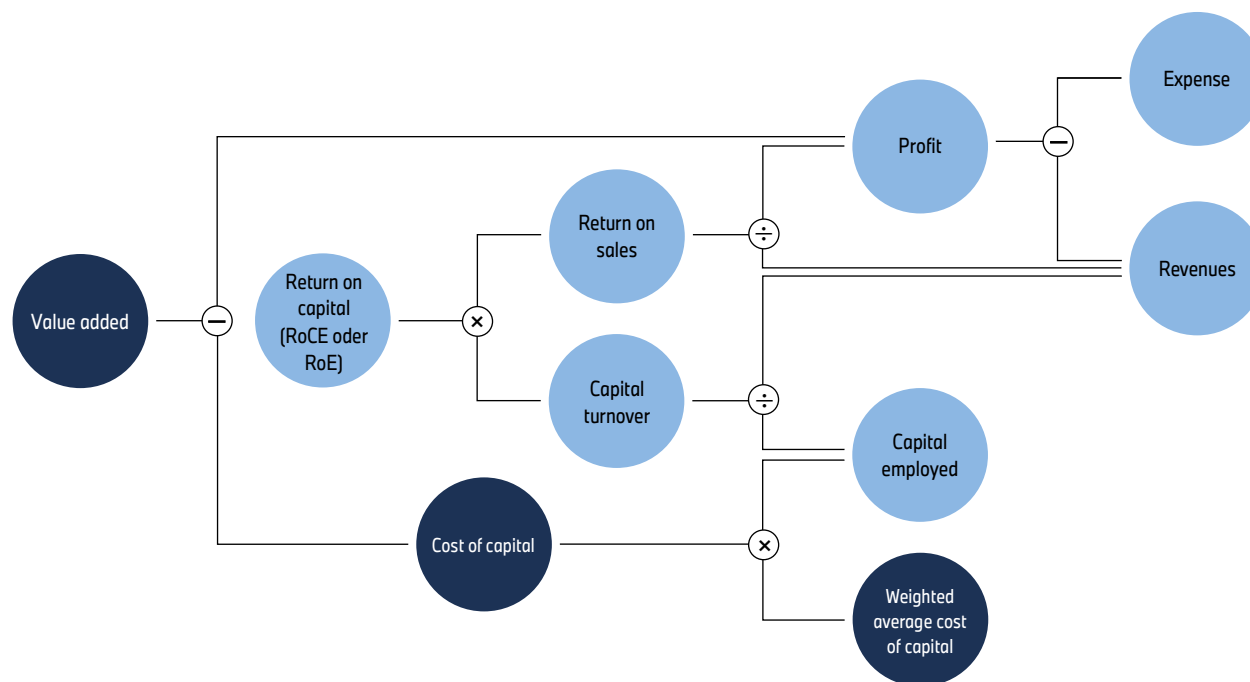 Expense
Profit
Return on
sales
Revenues
Value added
Return on
capital
(RoCE oder
RoE)
Capital
turnover
Capital
employed
Cost of capital
Weighted
average cost
of capital
−
−
×
÷
÷
×